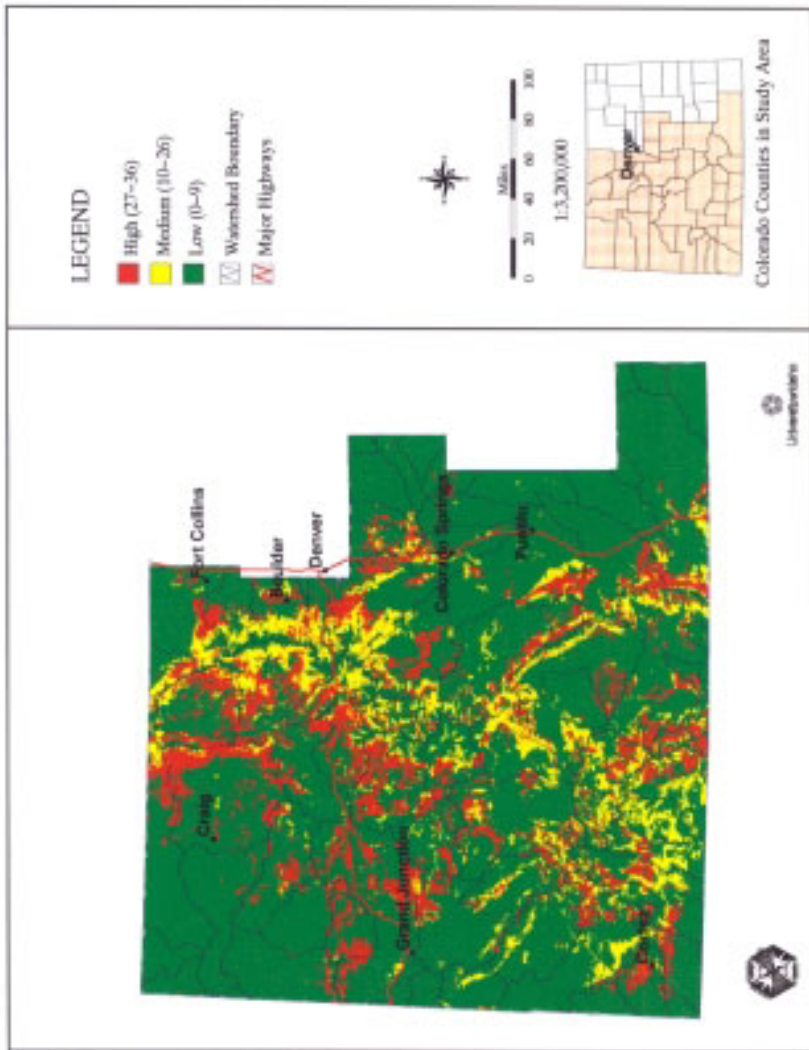 LEGEND
High (27–36)
Medium (10–26)
Low (0–9)
Watershed Boundary
Major Highways
Miles
0 20 40 60 80 100
1:3,200,000
Denver
Colorado Counties in Study Area
Fort Collins
Craig
Boulder
Denver
Grand Junction
Colorado Springs
Pueblo
Cortez